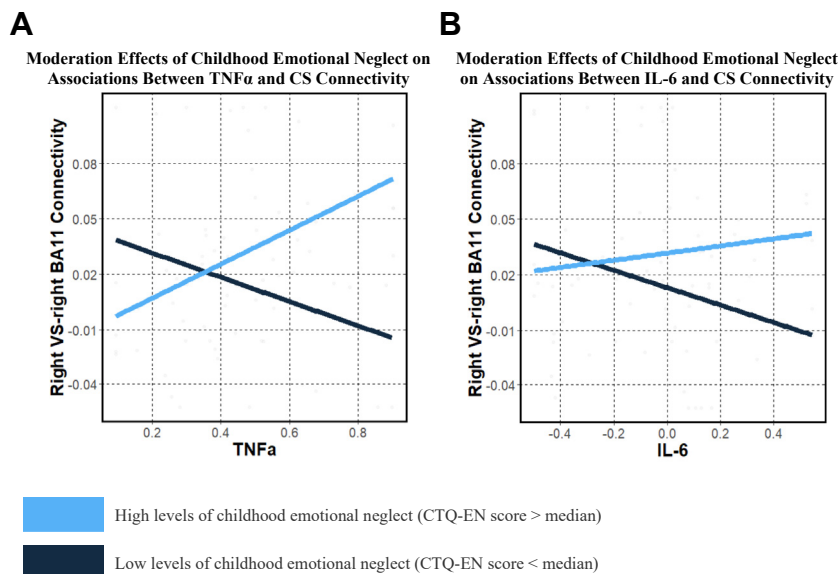 A
Moderation Effects of Childhood Emotional Neglect on
Associations Between TNFα and CS Connectivity
Right VS-right BA11 Connectivity
0.08
0.05
0.02
-0.01
-0.04
0.2 0.4 0.6 0.8
TNFa
B
Moderation Effects of Childhood Emotional Neglect
on Associations Between IL-6 and CS Connectivity
Right VS-right BA11 Connectivity
0.08
0.05
0.02
-0.01
-0.04
-0.4 -0.2 0.0 0.2 0.4
IL-6
High levels of childhood emotional neglect (CTQ-EN score > median)
Low levels of childhood emotional neglect (CTQ-EN score < median)